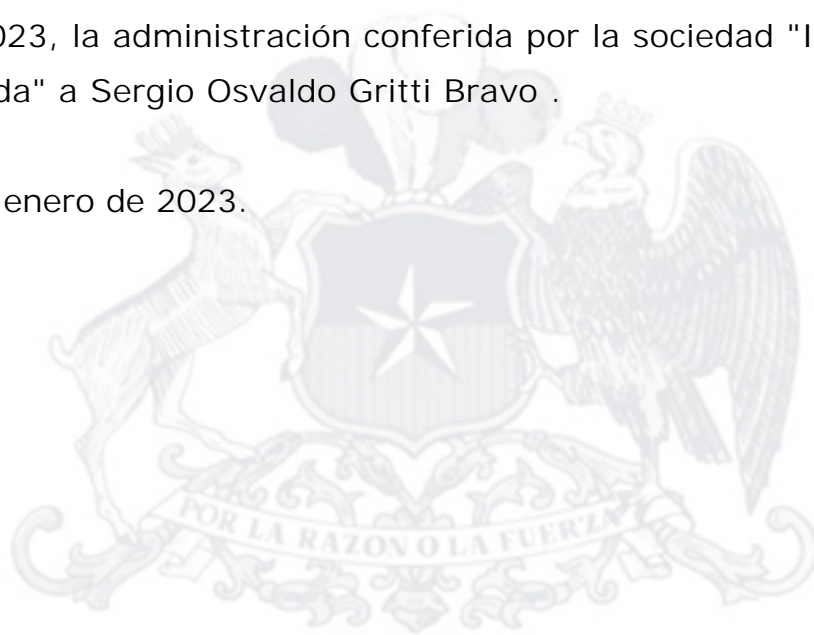 023, la administración conferida por la sociedad "I
da" a Sergio Osvaldo Gritti Bravo .
enero de 2023.
POR LA RAZON O LA FUERZA